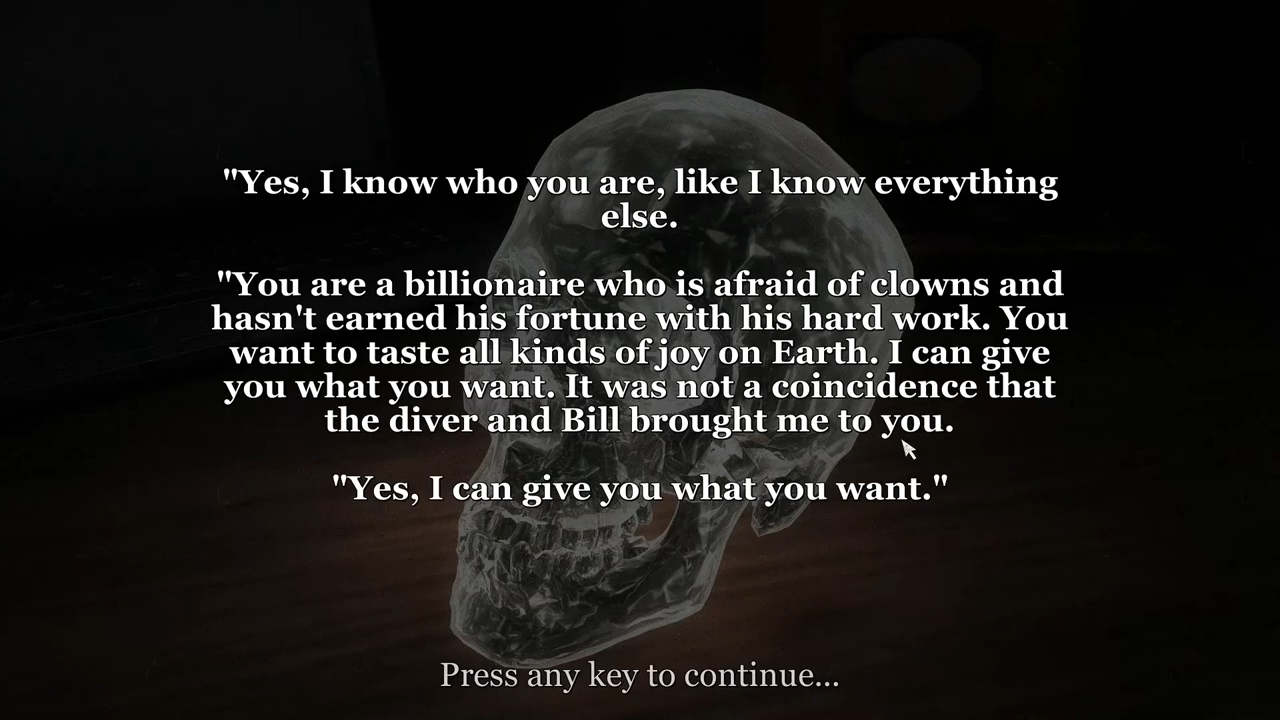 "Yes, I know who you are, like I know everything
else.
"You are a billionaire who is afraid of clowns and
hasn't earned his fortune with his hard work. You
want to taste all kinds of joy on Earth. I can give
you what you want. It was not a coincidence that
the diver and Bill brought me to you.
"Yes, I can give you what you want."
Press any key to continue...